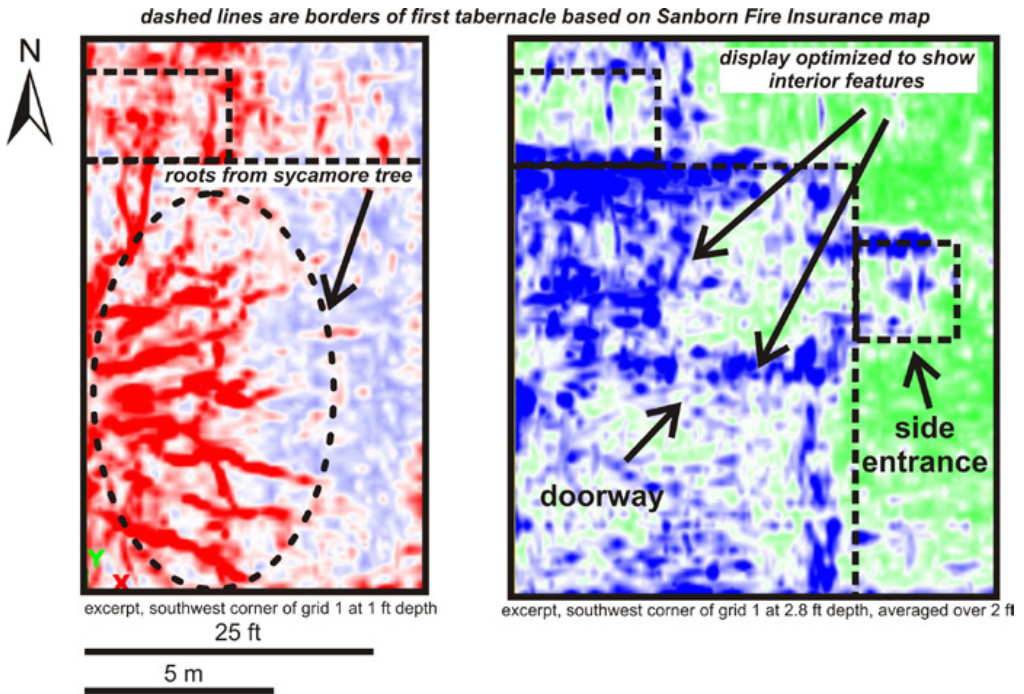 dashed lines are borders of first tabernacle based on Sanborn Fire Insurance map
N
roots from sycamore tree
Y
X
excerpt, southwest corner of grid 1 at 1 ft depth
25 ft
5 m
display optimized to show
interior features
side
entrance
doorway
excerpt, southwest corner of grid 1 at 2.8 ft depth, averaged over 2 ft